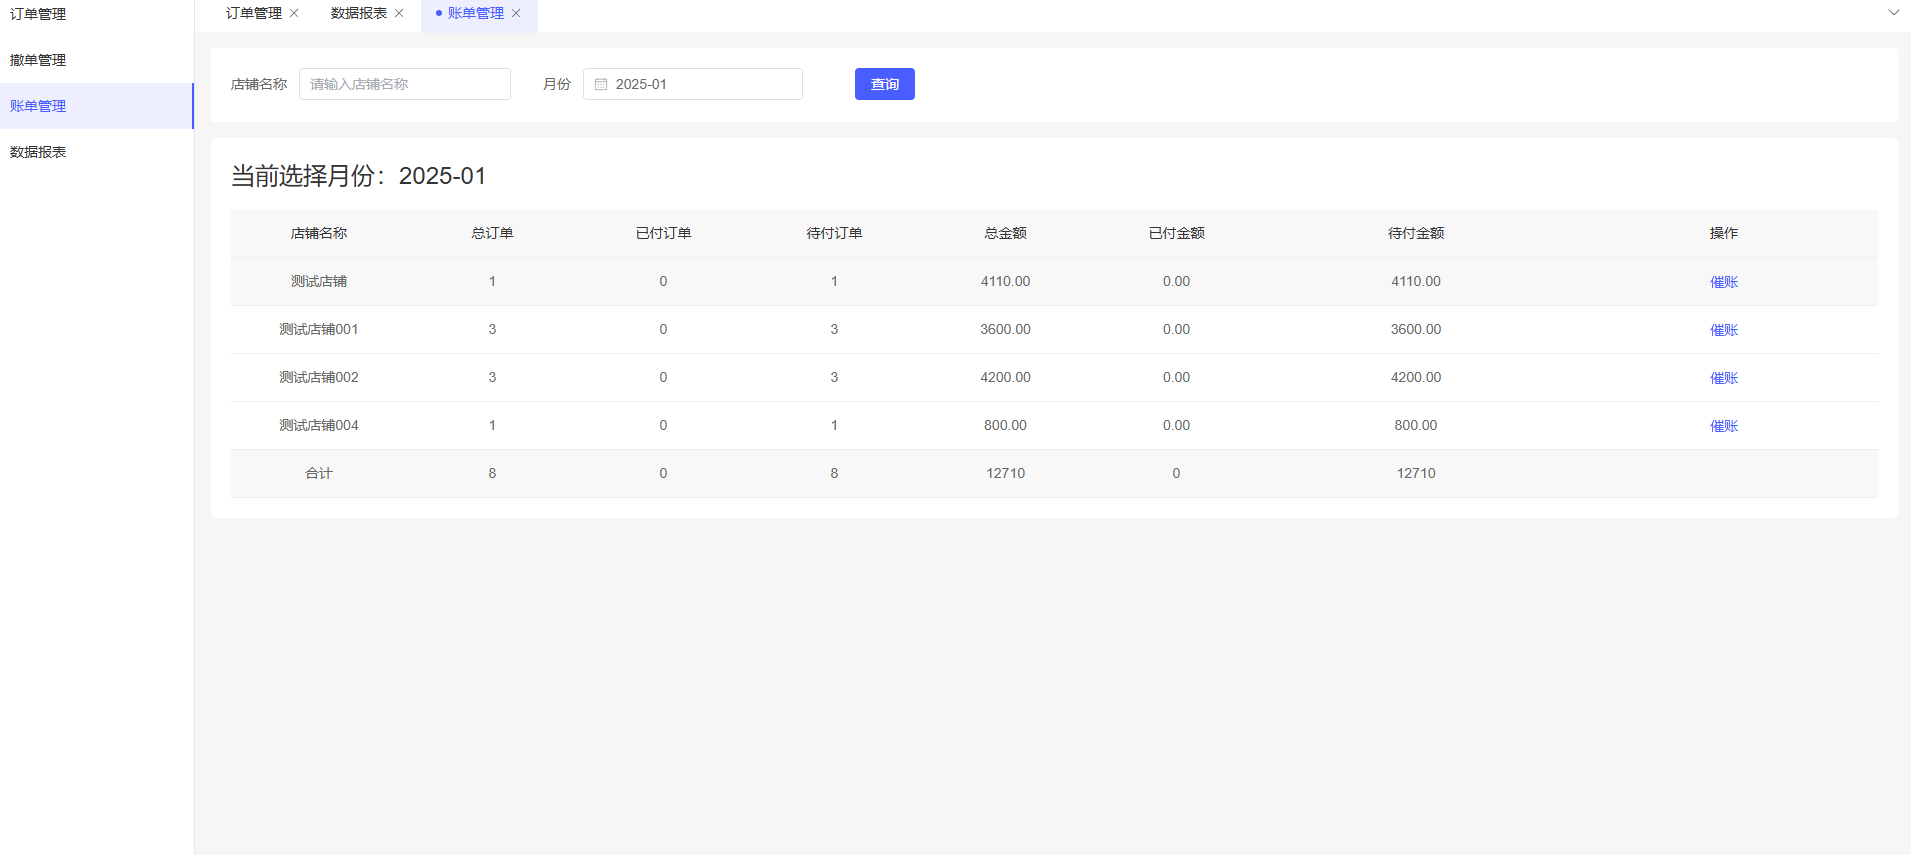 订单管理
撤单管理
账单管理
数据报表
订单管理 数据报表 账单管理
店铺名称 请输入店铺名称 月份 2025-01 查询
当前选择月份：2025-01
店铺名称 总订单 已付订单 待付订单 总金额 已付金额 待付金额 操作
测试店铺 1 0 1 4110.00 0.00 4110.00 催账
测试店铺001 3 0 3 3600.00 0.00 3600.00 催账
测试店铺002 3 0 3 4200.00 0.00 4200.00 催账
测试店铺004 1 0 1 800.00 0.00 800.00 催账
合计 8 0 8 12710 0 12710